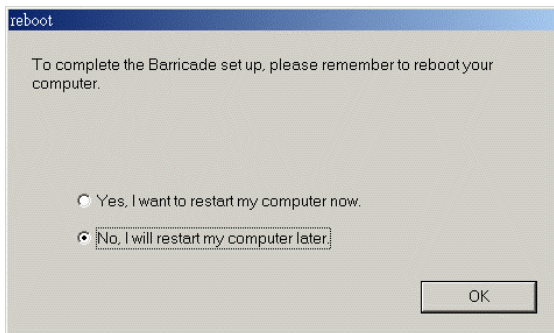 reboot
To complete the Barricade set up, please remember to reboot your
computer.
Yes, I want to restart my computer now.
No, I will restart my computer later.
OK